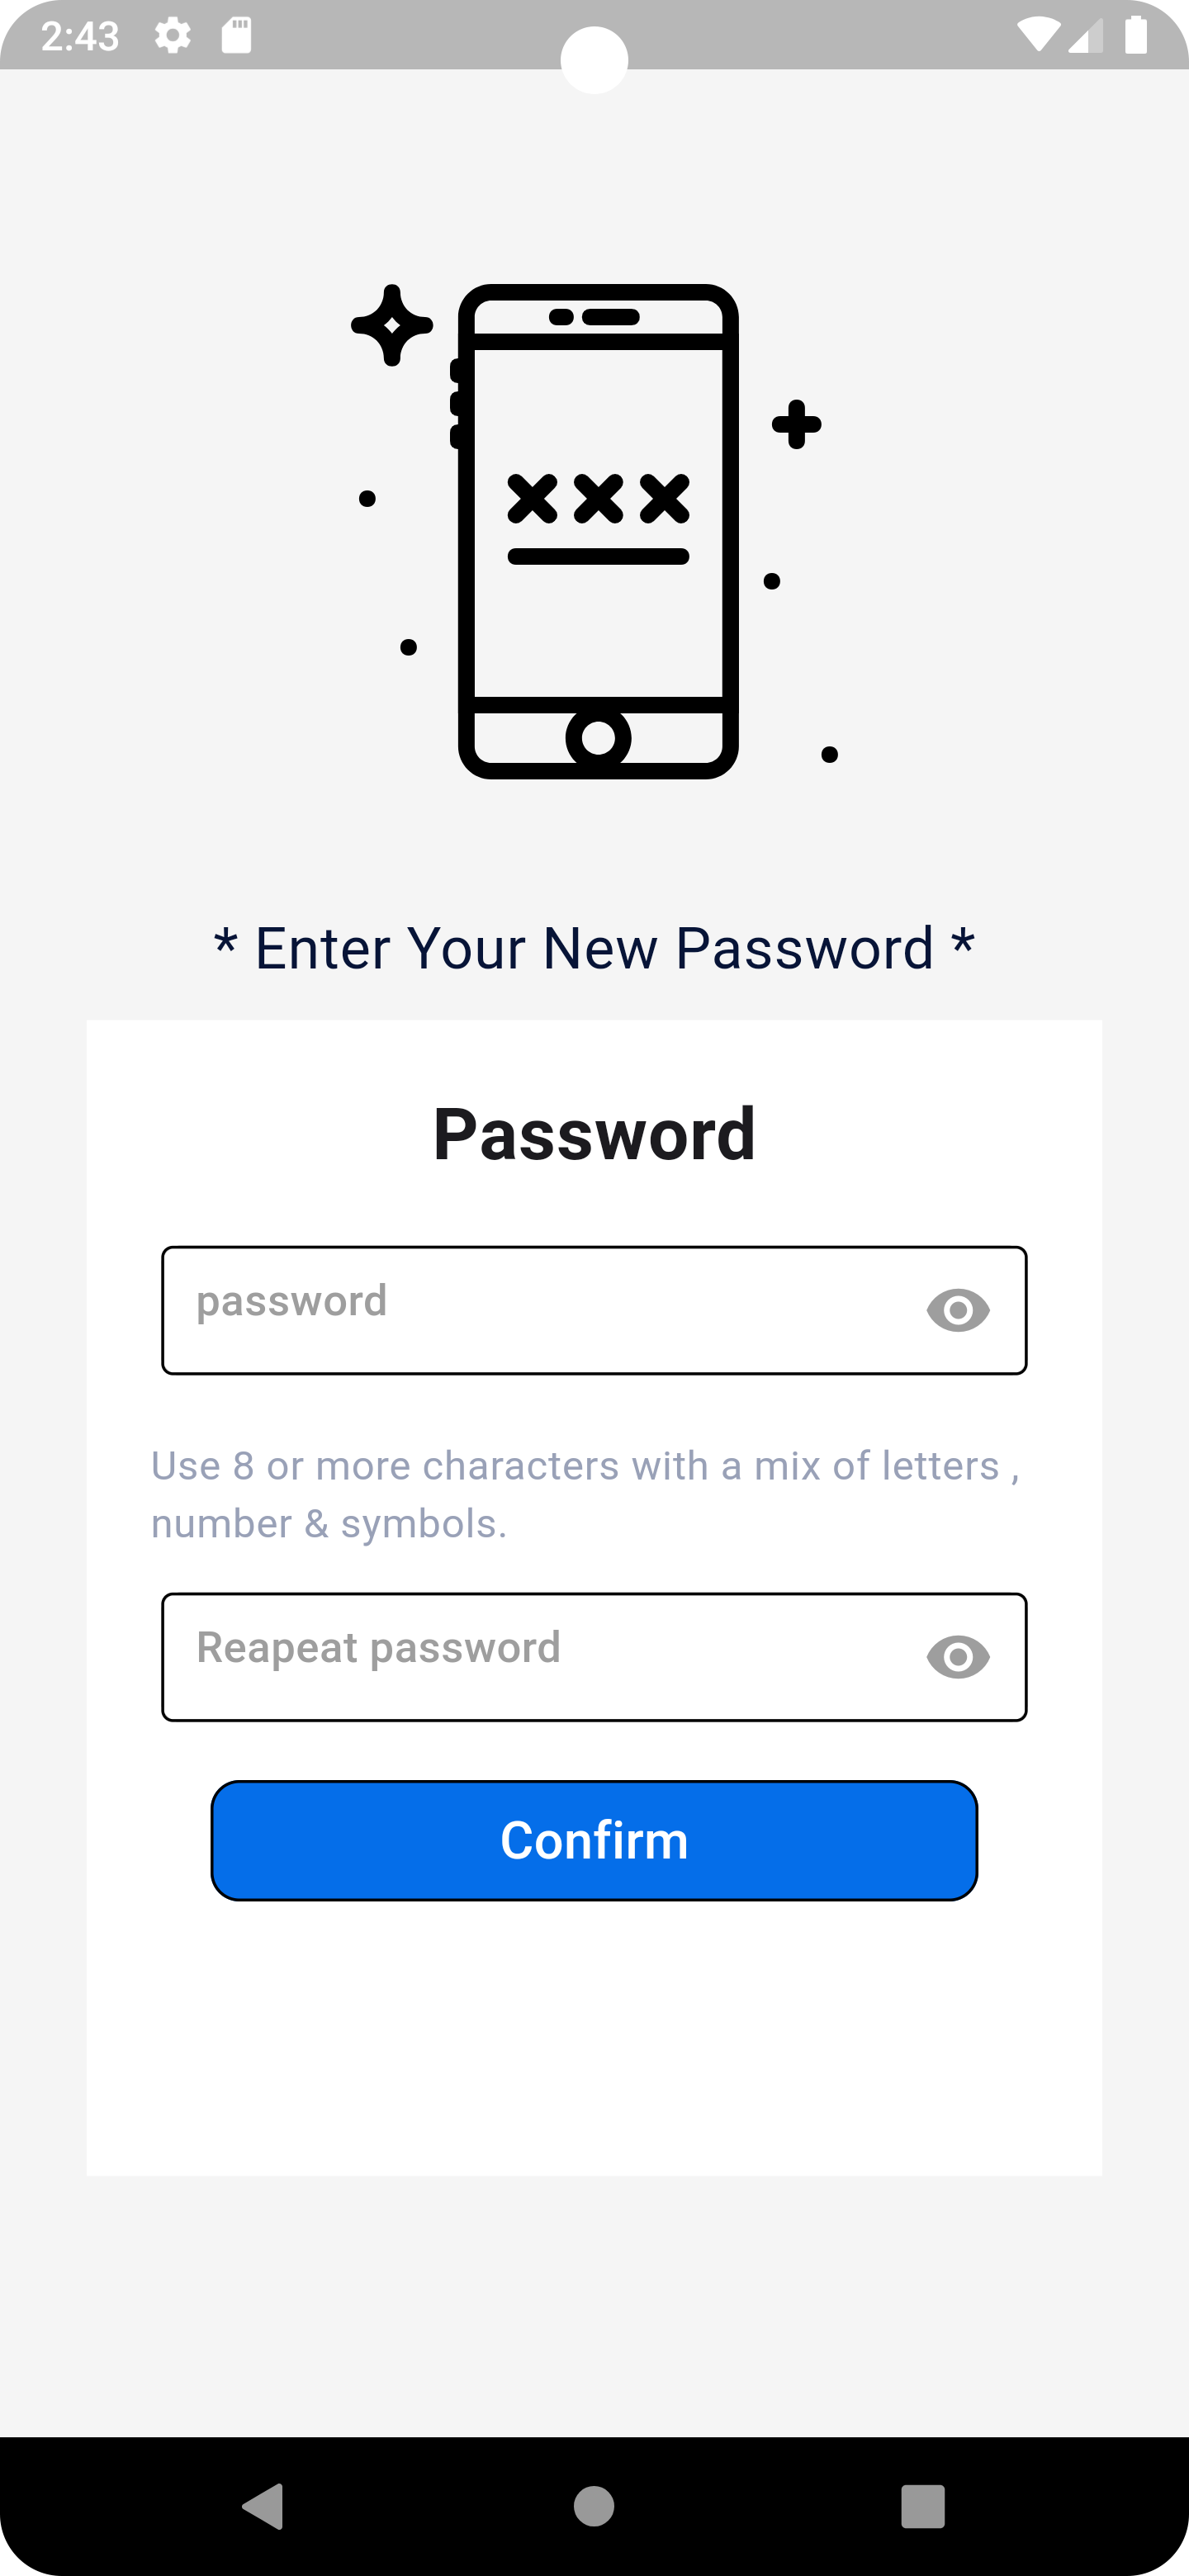 2:43
* Enter Your New Password *
Password
password
Use 8 or more characters with a mix of letters ,
number & symbols.
Reapeat password
Confirm